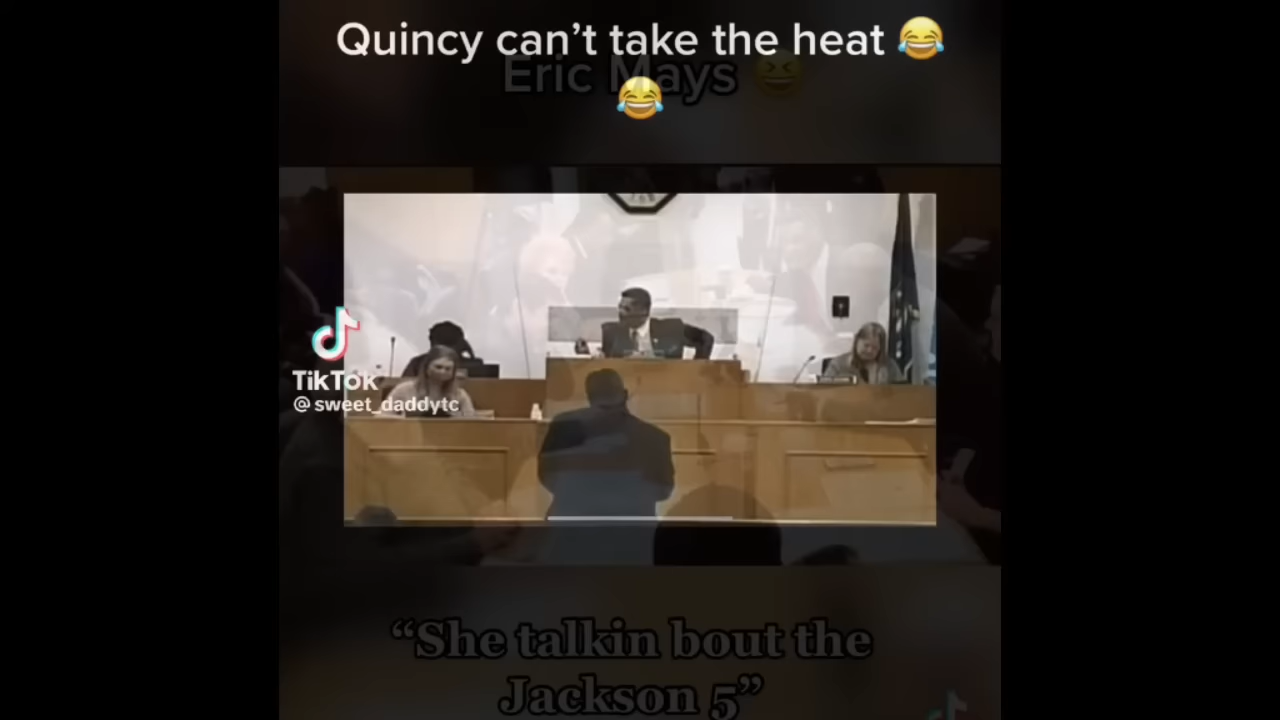 Quincy can’t take the heat 😂
😂
Eric Mays 😆
TikTok
@sweet_daddytc
“She talkin bout the
Jackson 5”